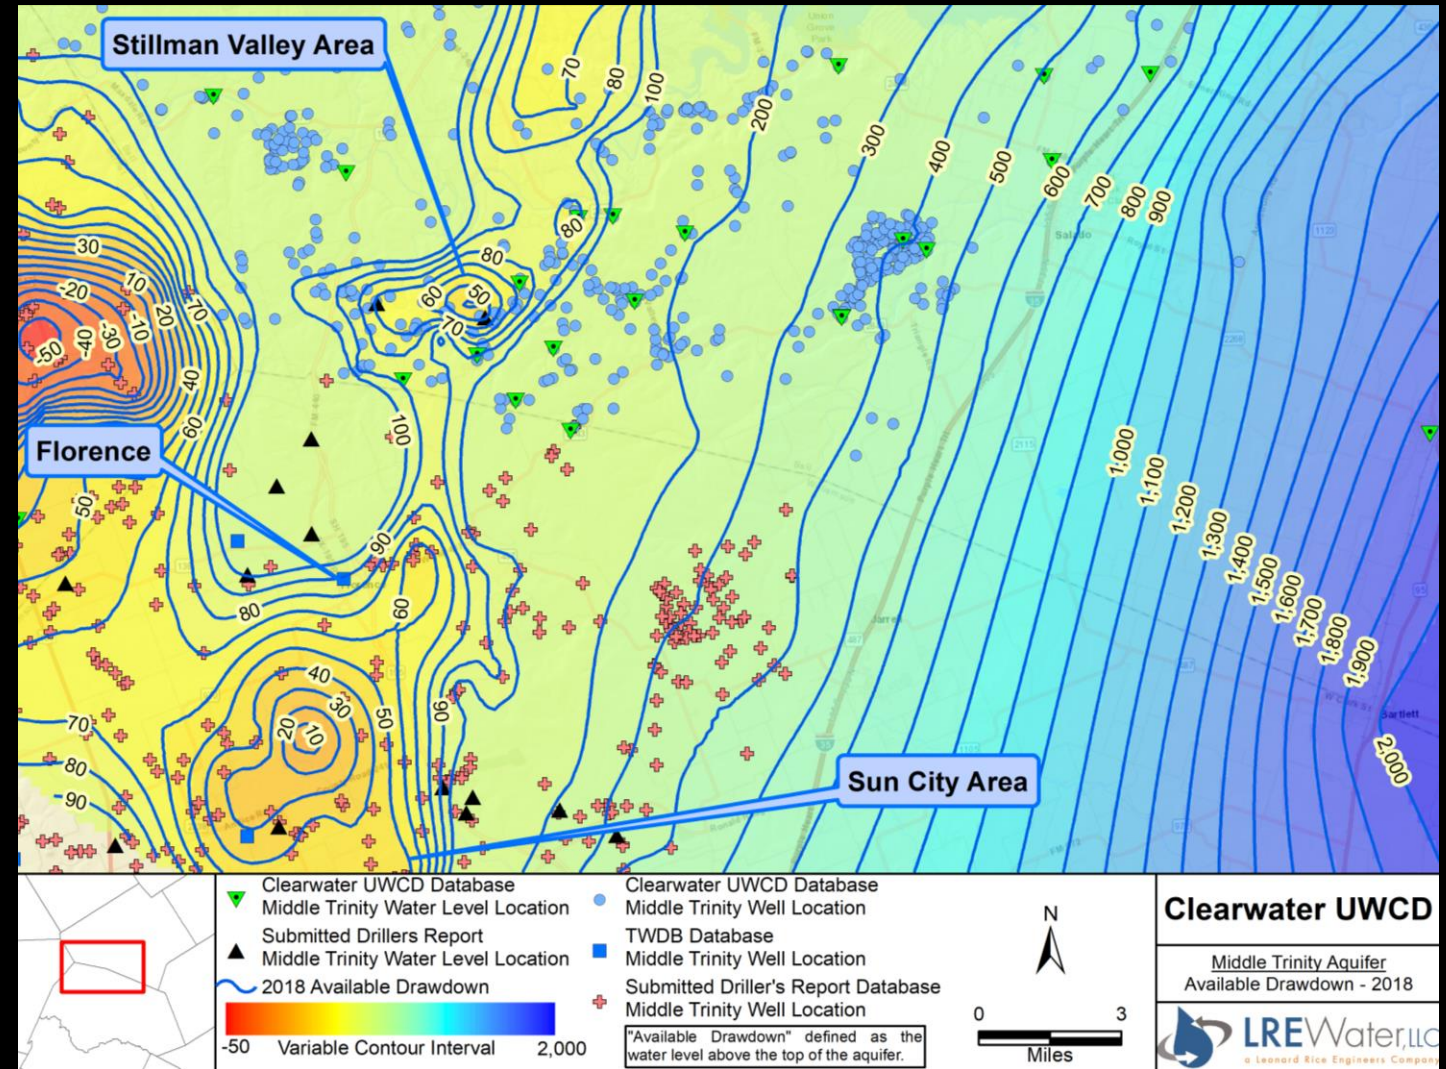 Stillman Valley Area
70
80
100
200
300
400
500
600
700
800
900
Salado
80
80
60
50
70
30
10
-20
20
70
-10
-30
-40
-50
40
60
100
Florence
50
90
80
60
40
30
20
10
50
90
70
80
90
1,000
1,100
1,200
1,300
1,400
1,500
1,600
1,700
1,800
1,900
2,000
Bartlett
Jarrell
Sun City Area
Clearwater UWCD Database
Middle Trinity Water Level Location
Submitted Drillers Report
Middle Trinity Water Level Location
2018 Available Drawdown
-50 Variable Contour Interval 2,000
Clearwater UWCD Database
Middle Trinity Well Location
TWDB Database
Middle Trinity Well Location
Submitted Driller's Report Database
Middle Trinity Well Location
"Available Drawdown" defined as the
water level above the top of the aquifer.
N
0 3
Miles
Clearwater UWCD
Middle Trinity Aquifer
Available Drawdown - 2018
LREWater,LLC
a Leonard Rice Engineers Company